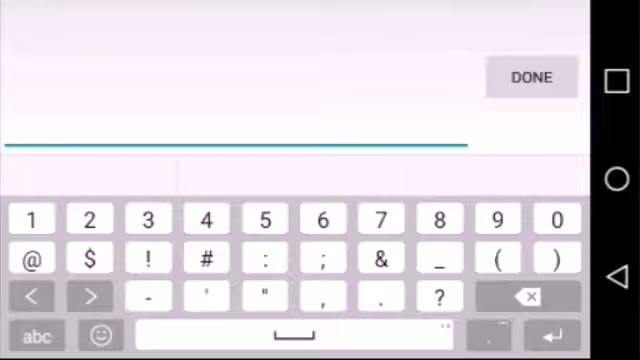 DONE
1 2 3 4 5 6 7 8 9 0
@ $ ! # : ; & _ ( )
< > - ' " , . ?
abc .